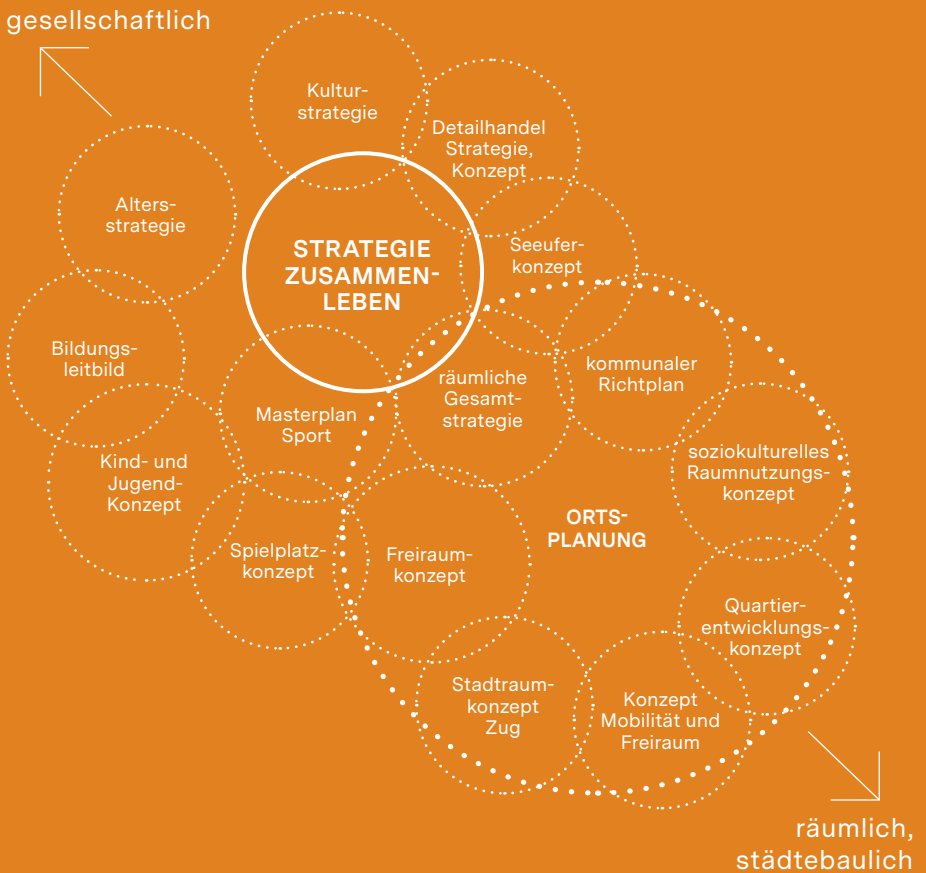 gesellschaftlich
Kultur-
strategie
Detailhandel
Strategie,
Konzept
Alters-
strategie
STRATEGIE
ZUSAMMEN-
LEBEN
Seeufer-
konzept
Bildungs-
leitbild
räumliche
Gesamt-
strategie
kommunaler
Richtplan
Masterplan
Sport
Kind- und
Jugend-
Konzept
soziokulturelles
Raumnutzungs-
konzept
ORTS-
PLANUNG
Spielplatz-
konzept
Freiraum-
konzept
Quartier-
entwicklungs-
konzept
Stadtraum-
konzept
Zug
Konzept
Mobilität und
Freiraum
räumlich,
städtebaulich